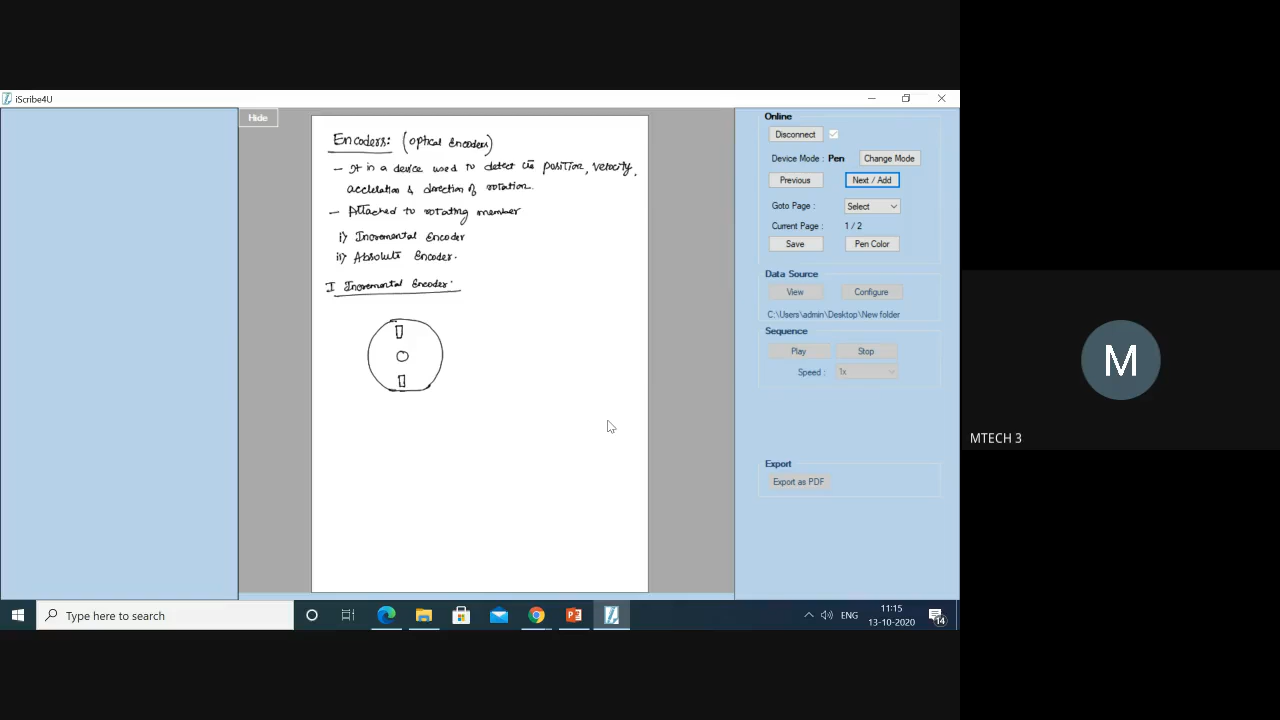 iScribe4U
Hide
Encoders: (optical Encoders)
- It is a device used to detect the position, velocity,
accleration & direction of rotation.
- Attached to rotating member
i) Incremental Encoder
ii) Absolute Encoder.
I Incremental Encoder:
Online
Disconnect
Device Mode : Pen
Change Mode
Previous
Next / Add
Goto Page :
Select
Current Page : 1 / 2
Save
Pen Color
Data Source
View
Configure
C:\Users\admin\Desktop\New folder
Sequence
Play
Stop
Speed : 1x
Export
Export as PDF
M
MTECH 3
Type here to search
ENG
11:15
13-10-2020
14